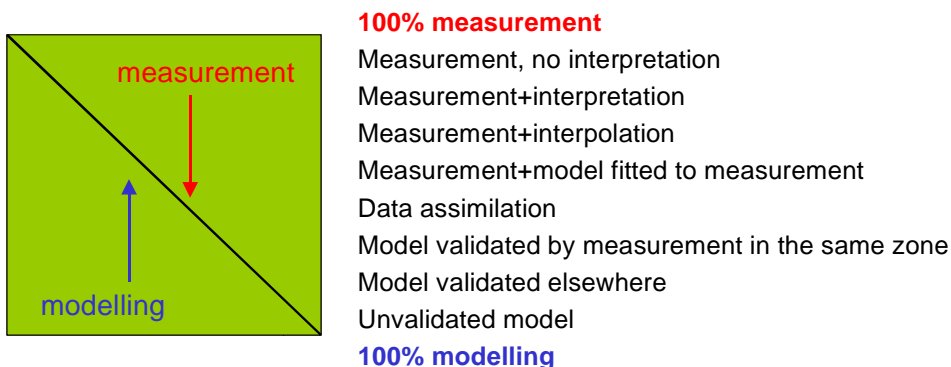 100% measurement
measurement
Measurement, no interpretation
Measurement+interpretation
Measurement+interpolation
Measurement+model fitted to measurement
Data assimilation
Model validated by measurement in the same zone
Model validated elsewhere
modelling
Unvalidated model
100% modelling